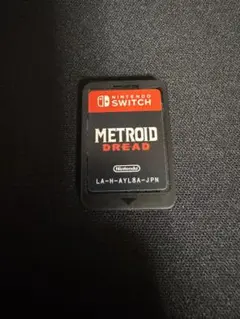 NINTENDO
SWITCH
METROID
DREAD
Nintendo
LA-H-AYL8A-JPN